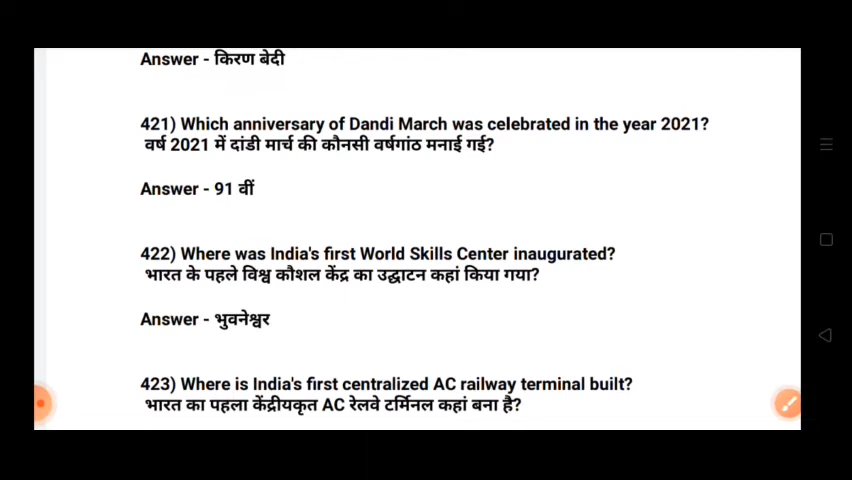 Answer - किरण बेदी
421) Which anniversary of Dandi March was celebrated in the year 2021?
वर्ष 2021 में दांडी मार्च की कौनसी वर्षगांठ मनाई गई?
Answer - 91 वीं
422) Where was India's first World Skills Center inaugurated?
भारत के पहले विश्व कौशल केंद्र का उद्घाटन कहां किया गया?
Answer - भुवनेश्वर
423) Where is India's first centralized AC railway terminal built?
भारत का पहला केंद्रीयकृत AC रेलवे टर्मिनल कहां बना है?